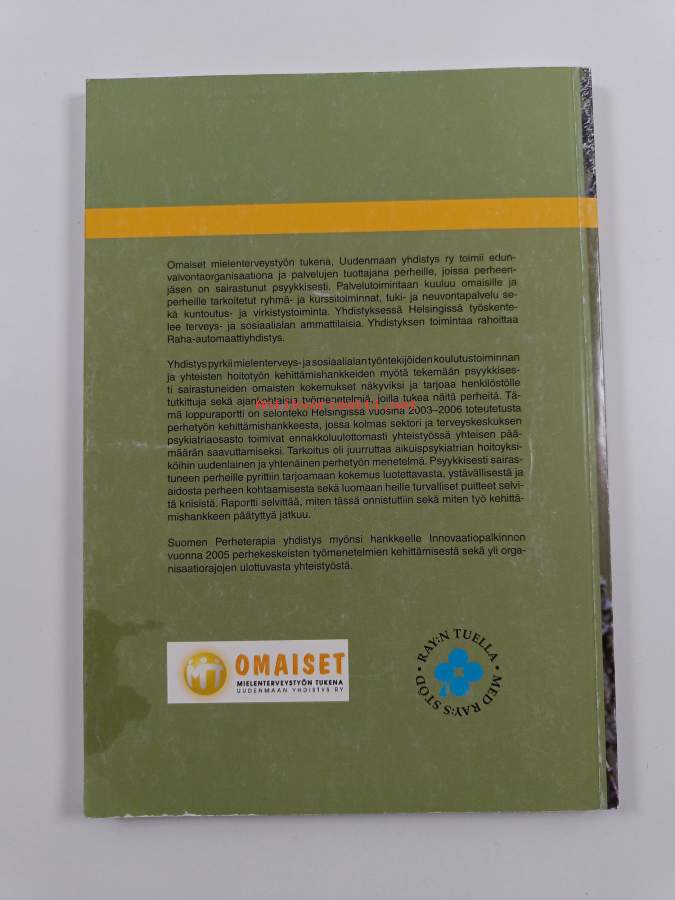 Omaiset mielenterveystyön tukena, Uudenmaan yhdistys ry toimii edun-
valvontaorganisaationa ja palvelujen tuottajana perheille, joissa perheen-
jäsen on sairastunut psyykkisesti. Palvelutoimintaan kuuluu omaisille ja
perheille tarkoitetut ryhmä- ja kurssitoiminnat, tuki- ja neuvontapalvelu se-
kä kuntoutus- ja virkistystoiminta. Yhdistyksessä Helsingissä työskente-
lee terveys- ja sosiaalialan ammattilaisia. Yhdistyksen toimintaa rahoittaa
Raha-automaattiyhdistys.
Yhdistys pyrkii mielenterveys- ja sosiaalialan työntekijöiden koulutustoiminnan
ja yhteisten hoitotyön kehittämishankkeiden myötä tekemään psyykkises-
ti sairastuneiden omaisten kokemukset näkyviksi ja tarjoaa henkilöstölle
tutkittuja sekä ajankohtaisia työmenetelmiä, joilla tukea näitä perheitä. Tä-
mä loppuraportti on selonteko Helsingissä vuosina 2003–2006 toteutetusta
perhetyön kehittämishankkeesta, jossa kolmas sektori ja terveyskeskuksen
psykiatriaosasto toimivat ennakkoluulottomasti yhteistyössä yhteisen pää-
määrän saavuttamiseksi. Tarkoitus oli juurruttaa aikuispsykiatrian hoitoyksi-
köihin uudenlainen ja yhtenäinen perhetyön menetelmä. Psyykkisesti sairas-
tuneen perheille pyrittiin tarjoamaan kokemus luotettavasta, ystävällisestä ja
aidosta perheen kohtaamisesta sekä luomaan heille turvalliset puitteet selvi-
tä kriisistä. Raportti selvittää, miten tässä onnistuttiin sekä miten työ kehittä-
mishankkeen päätyttyä jatkuu.
Suomen Perheterapia yhdistys myönsi hankkeelle Innovaatiopalkinnon
vuonna 2005 perhekeskeisten työmenetelmien kehittämisestä sekä yli orga-
nisaatiorajojen ulottuvasta yhteistyöstä.
OMAISET
MIELENTERVEYSTYÖN TUKENA
UUDENMAAN YHDISTYS RY
RAY:N TUELLA • MED RAY:S STÖD •